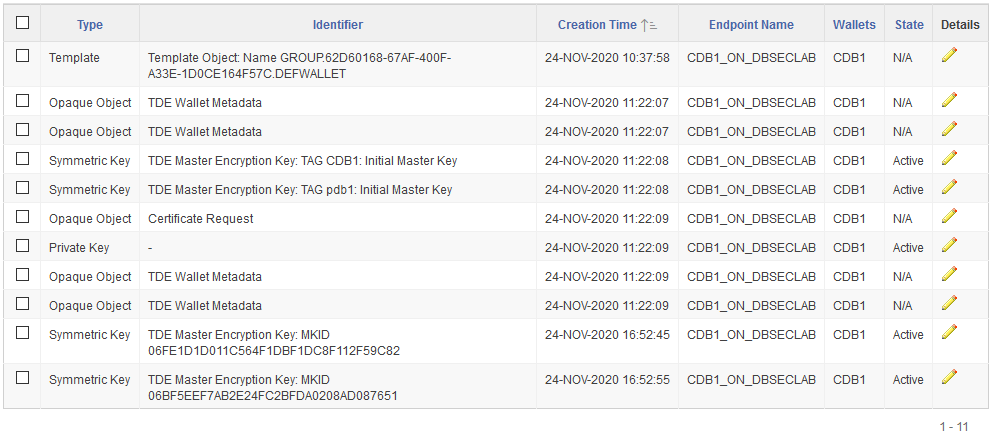 Type Identifier Creation Time Endpoint Name Wallets State Details
Template Template Object: Name GROUP.62D60168-67AF-400F- 24-NOV-2020 10:37:58 CDB1_ON_DBSECLAB CDB1 N/A
A33E-1D0CE164F57C.DEFWALLET
Opaque Object TDE Wallet Metadata 24-NOV-2020 11:22:07 CDB1_ON_DBSECLAB CDB1 N/A
Opaque Object TDE Wallet Metadata 24-NOV-2020 11:22:07 CDB1_ON_DBSECLAB CDB1 N/A
Symmetric Key TDE Master Encryption Key: TAG CDB1: Initial Master Key 24-NOV-2020 11:22:08 CDB1_ON_DBSECLAB CDB1 Active
Symmetric Key TDE Master Encryption Key: TAG pdb1: Initial Master Key 24-NOV-2020 11:22:08 CDB1_ON_DBSECLAB CDB1 Active
Opaque Object Certificate Request 24-NOV-2020 11:22:09 CDB1_ON_DBSECLAB CDB1 N/A
Private Key - 24-NOV-2020 11:22:09 CDB1_ON_DBSECLAB CDB1 Active
Opaque Object TDE Wallet Metadata 24-NOV-2020 11:22:09 CDB1_ON_DBSECLAB CDB1 N/A
Opaque Object TDE Wallet Metadata 24-NOV-2020 11:22:09 CDB1_ON_DBSECLAB CDB1 N/A
Symmetric Key TDE Master Encryption Key: MKID 24-NOV-2020 16:52:45 CDB1_ON_DBSECLAB CDB1 Active
06FE1D1D011C564F1DBF1DC8F112F59C82
Symmetric Key TDE Master Encryption Key: MKID 24-NOV-2020 16:52:55 CDB1_ON_DBSECLAB CDB1 Active
06BF5EEF7AB2E24FC2BFDA0208AD087651
1 - 11